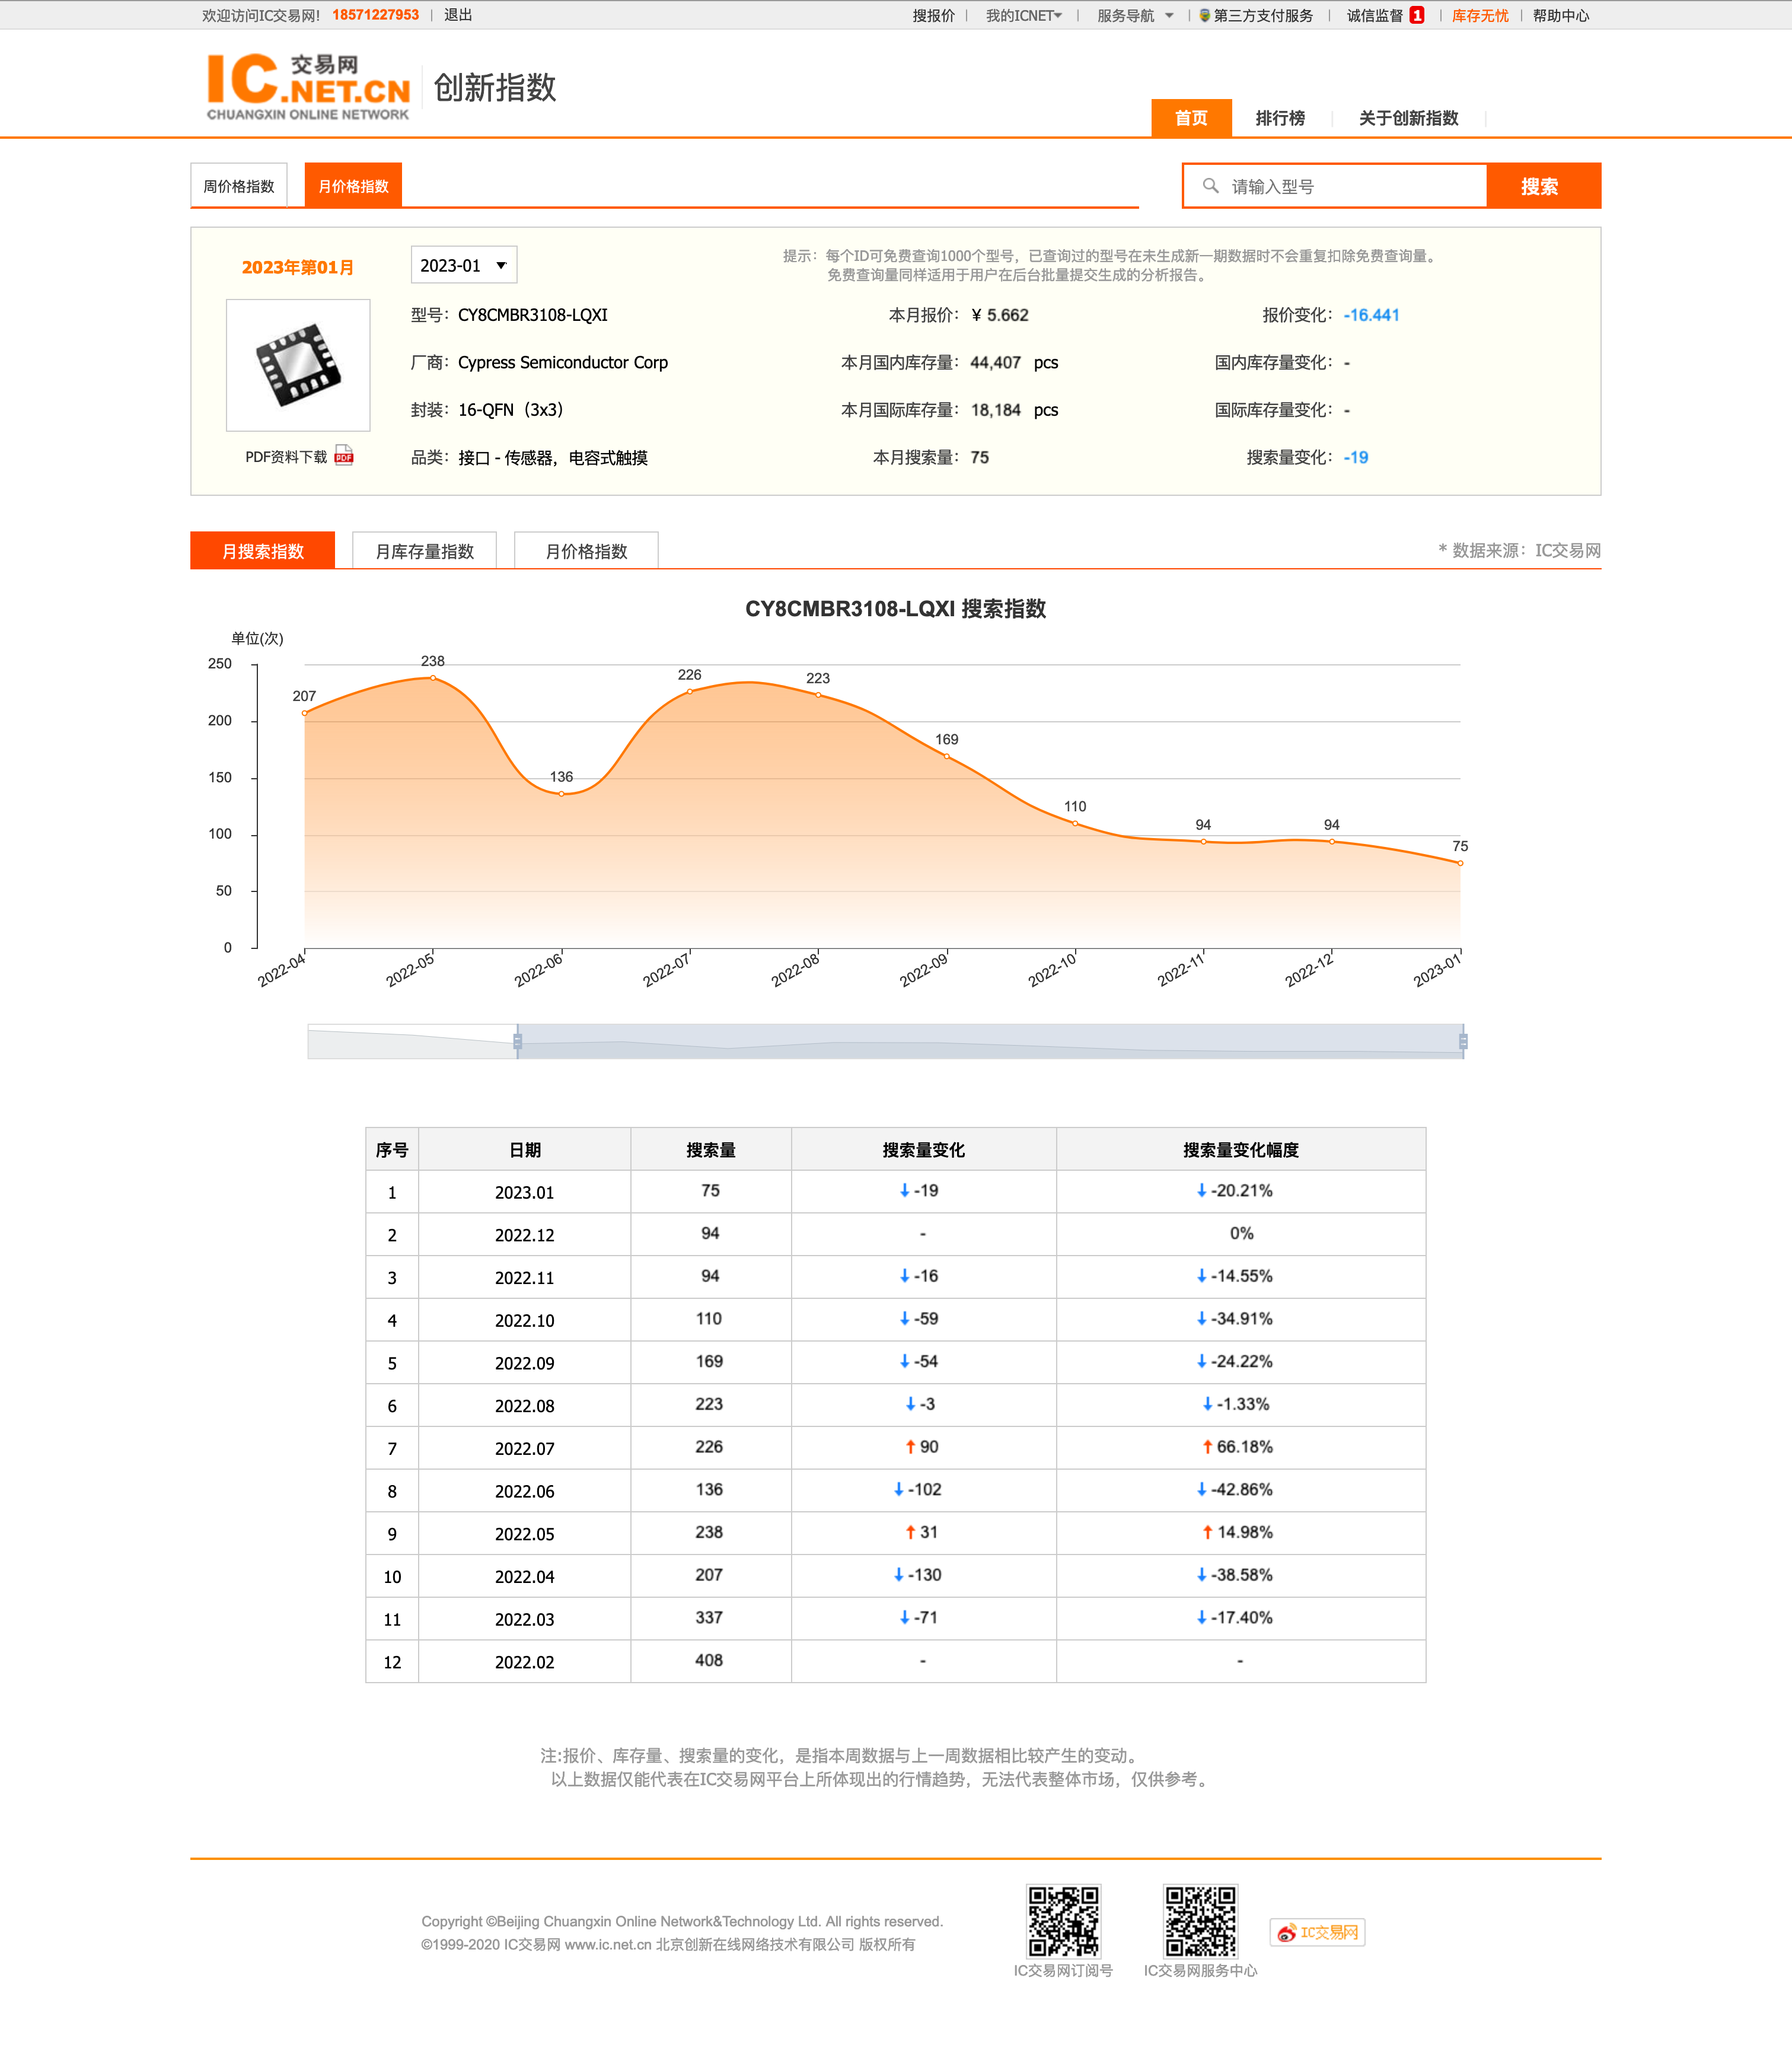 欢迎访问IC交易网! 18571227953 | 退出
搜报价 | 我的ICNET | 服务导航 | 第三方支付服务 | 诚信监督 1 | 库存无忧 | 帮助中心
IC 交易网
.NET.CN
CHUANGXIN ONLINE NETWORK
创新指数
首页 排行榜 关于创新指数
周价格指数 月价格指数 请输入型号 搜索
2023年第01月 2023-01
提示：每个ID可免费查询1000个型号，已查询过的型号在未生成新一期数据时不会重复扣除免费查询量。
免费查询量同样适用于用户在后台批量提交生成的分析报告。
型号：CY8CMBR3108-LQXI 本月报价：¥ 5.662 报价变化：-16.441
厂商：Cypress Semiconductor Corp 本月国内库存量：44,407 pcs 国内库存量变化：-
封装：16-QFN（3x3） 本月国际库存量：18,184 pcs 国际库存量变化：-
PDF资料下载 PDF 品类：接口 - 传感器，电容式触摸 本月搜索量：75 搜索量变化：-19
月搜索指数 月库存量指数 月价格指数 * 数据来源：IC交易网
CY8CMBR3108-LQXI 搜索指数
单位(次)
250
200
150
100
50
0
207 238 136 226 223 169 110 94 94 75
2022-04 2022-05 2022-06 2022-07 2022-08 2022-09 2022-10 2022-11 2022-12 2023-01
序号 日期 搜索量 搜索量变化 搜索量变化幅度
1 2023.01 75 ↓-19 ↓-20.21%
2 2022.12 94 - 0%
3 2022.11 94 ↓-16 ↓-14.55%
4 2022.10 110 ↓-59 ↓-34.91%
5 2022.09 169 ↓-54 ↓-24.22%
6 2022.08 223 ↓-3 ↓-1.33%
7 2022.07 226 ↑90 ↑66.18%
8 2022.06 136 ↓-102 ↓-42.86%
9 2022.05 238 ↑31 ↑14.98%
10 2022.04 207 ↓-130 ↓-38.58%
11 2022.03 337 ↓-71 ↓-17.40%
12 2022.02 408 - -
注:报价、库存量、搜索量的变化，是指本周数据与上一周数据相比较产生的变动。
以上数据仅能代表在IC交易网平台上所体现出的行情趋势，无法代表整体市场，仅供参考。
Copyright ©Beijing Chuangxin Online Network&Technology Ltd. All rights reserved.
©1999-2020 IC交易网 www.ic.net.cn 北京创新在线网络技术有限公司 版权所有
IC交易网订阅号 IC交易网服务中心 IC交易网